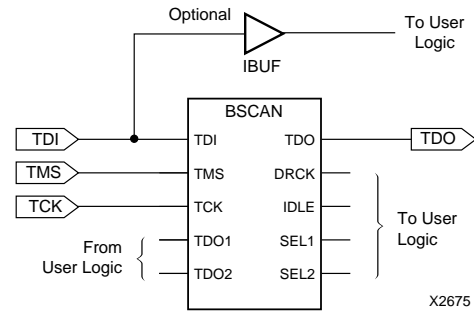 Optional
To User
Logic
IBUF
BSCAN
TDI
TDI
TDO
TDO
TMS
TMS
DRCK
TCK
TCK
IDLE
To User
Logic
From
User Logic
TDO1
SEL1
TDO2
SEL2
X2675